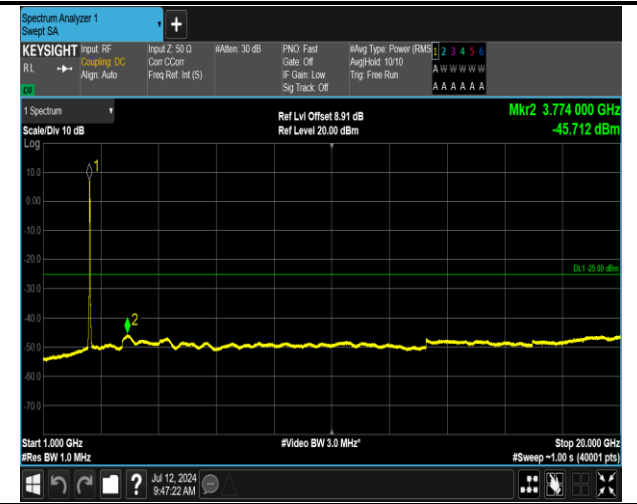 Spectrum Analyzer 1
Swept SA
+
KEYSIGHT
RL
Input: RF
Coupling: DC
Align: Auto
Input Z: 50 Ω
Corr CCorr
Freq Ref: Int (S)
#Atten: 30 dB
PNO: Fast
Gate: Off
IF Gain: Low
Sig Track: Off
#Avg Type: Power (RMS
Avg|Hold: 10/10
Trig: Free Run
1 2 3 4 5 6
A W W W W W
A A A A A A
1 Spectrum
Scale/Div 10 dB
Log
Ref Lvl Offset 8.91 dB
Ref Level 20.00 dBm
Mkr2 3.774 000 GHz
-45.712 dBm
10.0
0.00
-10.0
-20.0
-30.0
-40.0
-50.0
-60.0
-70.0
1
2
DL1 -25.00 dBm
Start 1.000 GHz
#Res BW 1.0 MHz
#Video BW 3.0 MHz*
Stop 20.000 GHz
#Sweep ~1.00 s (40001 pts)
?
Jul 12, 2024
9:47:22 AM